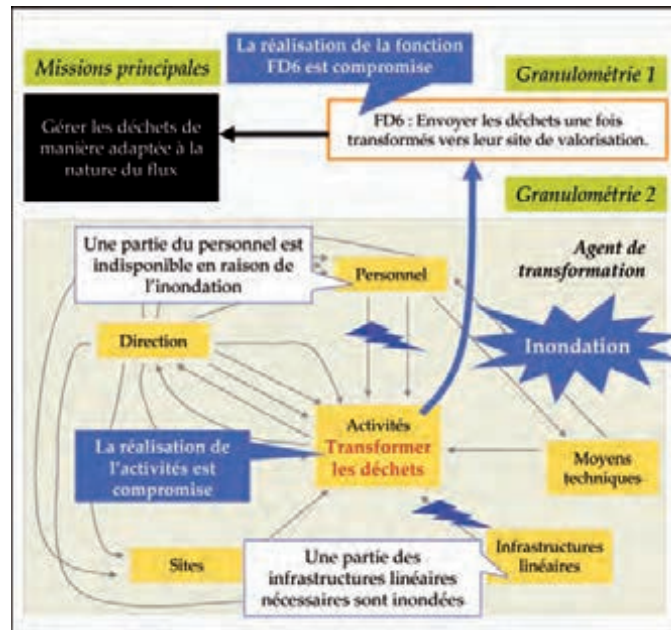 Missions principales
La réalisation de la fonction
FD6 est compromise
Granulométrie 1
Gérer les déchets de
manière adaptée à la
nature du flux
FD6 : Envoyer les déchets une fois
transformés vers leur site de valorisation.
Granulométrie 2
Une partie du personnel est
indisponible en raison de
l'inondation
Personnel
Agent de
transformation
Direction
Inondation
Activités
Transformer
les déchets
La réalisation de
l'activités est
compromise
Moyens
techniques
Sites
Une partie des
infrastructures linéaires
nécessaires sont inondées
Infrastructures
linéaires